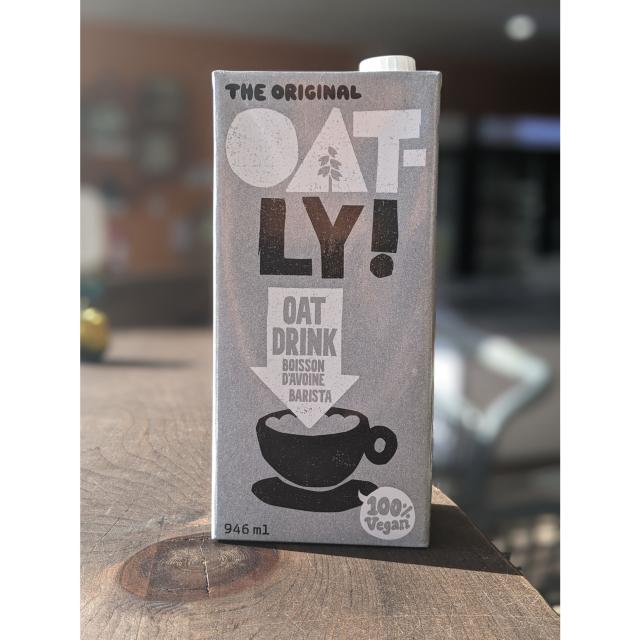 THE ORIGINAL
OAT-
LY!
OAT
DRINK
BOISSON
D'AVOINE
BARISTA
100%
Vegan
946 ml